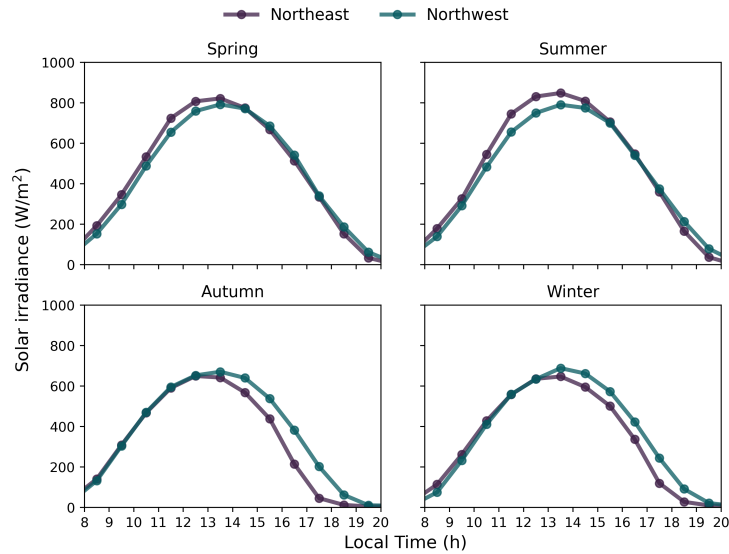 Northeast Northwest
Spring Summer
1000
800
600
400
200
0
Autumn Winter
1000
800
600
400
200
0
8 9 10 11 12 13 14 15 16 17 18 19 20 8 9 10 11 12 13 14 15 16 17 18 19 20
Solar irradiance (W/m²)
Local Time (h)